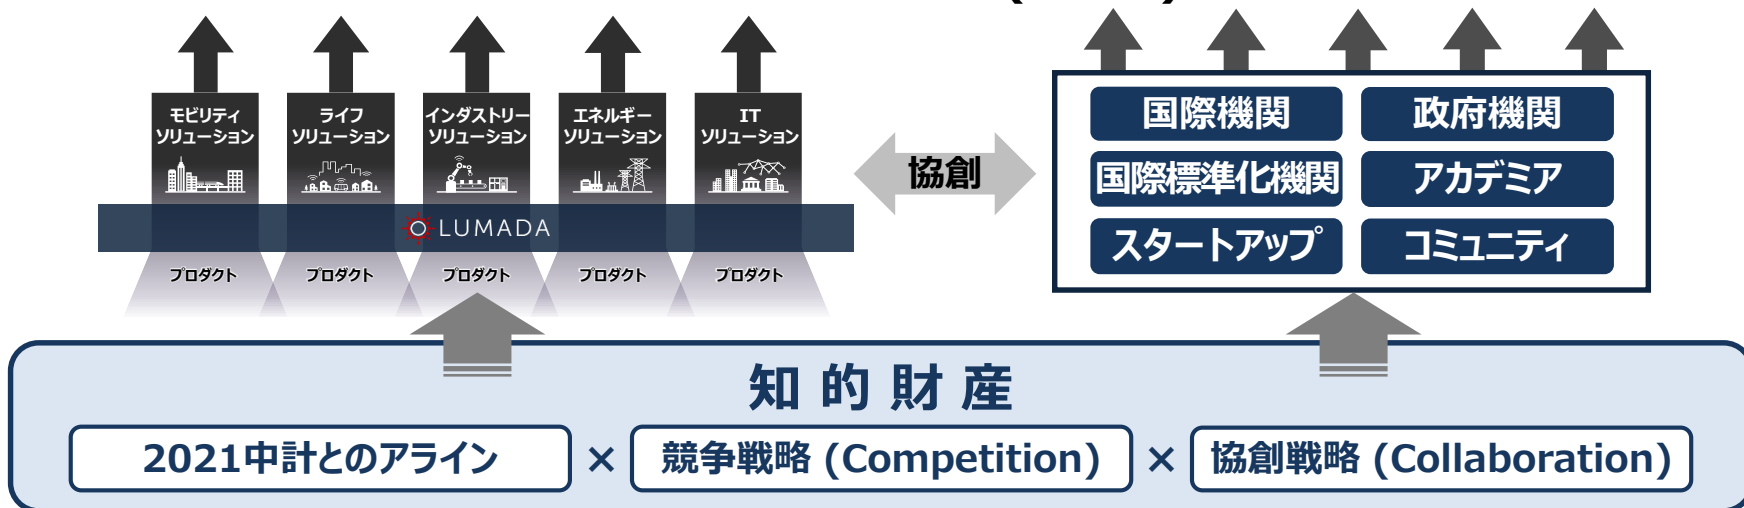 モビリティ
ソリューション
ライフ
ソリューション
インダストリー
ソリューション
エネルギー
ソリューション
IT
ソリューション
LUMADA
プロダクト
プロダクト
プロダクト
プロダクト
プロダクト
協創
国際機関
政府機関
国際標準化機関
アカデミア
スタートアップ
コミュニティ
知的財産
2021中計とのアライン × 競争戦略 (Competition) × 協創戦略 (Collaboration)